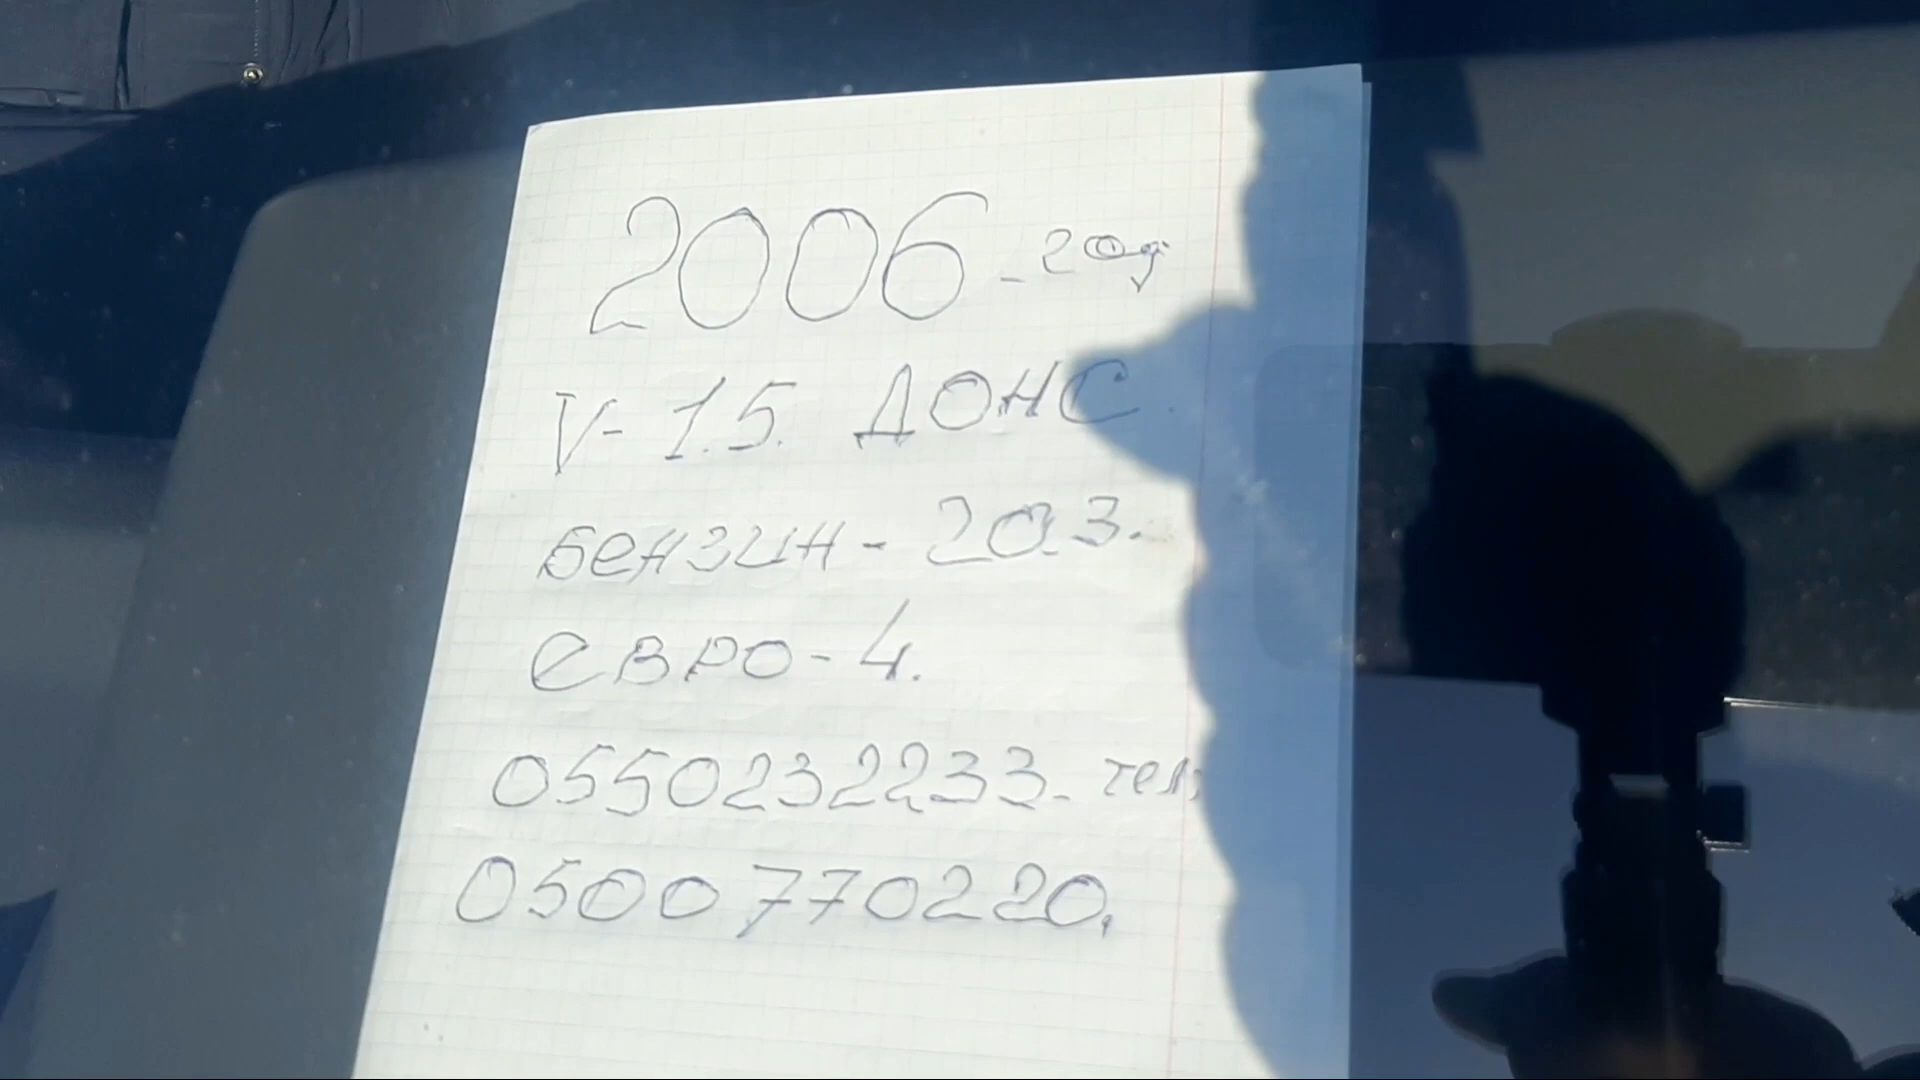 2006 - год
V- 1.5. ДОНС
Бензин - 20.3.
евро - 4.
0550232233 - тел;
0500770220.